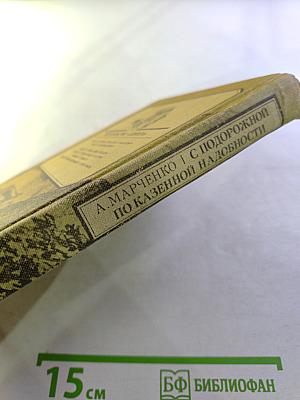 А. МАРЧЕНКО | С ПОДОРОЖНОЙ
ПО КАЗЕННОЙ НАДОБНОСТИ
15 СМ
БФ БИБЛИОФАН